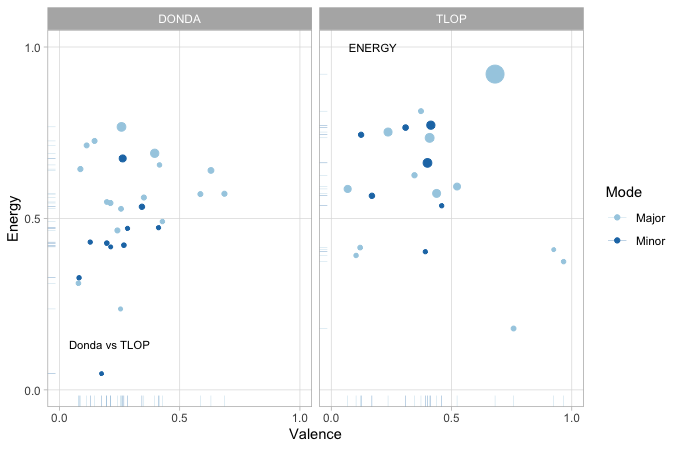 DONDA
TLOP
1.0
ENERGY
Energy
0.5
Mode
Major
Minor
Donda vs TLOP
0.0
0.0
0.5
1.0
0.0
0.5
1.0
Valence